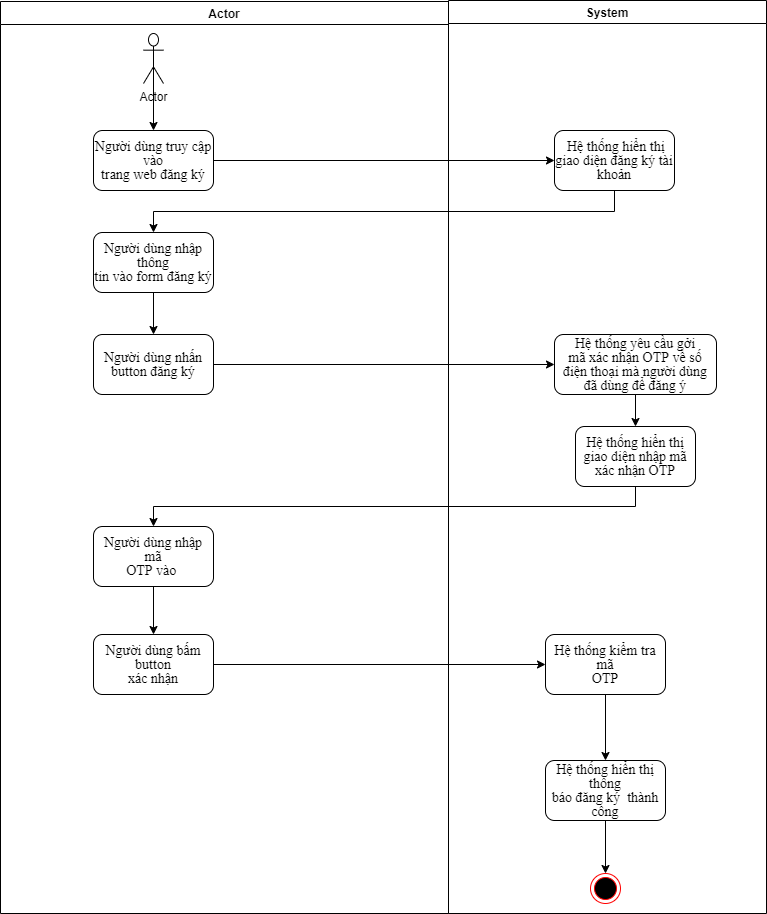 Actor
System
Actor
Người dùng truy cập
vào
trang web đăng ký
Hệ thống hiển thị
giao diện đăng ký tài
khoản
Người dùng nhập
thông
tin vào form đăng ký
Người dùng nhấn
button đăng ký
Hệ thống yêu cầu gởi
mã xác nhận OTP về số
điện thoại mà người dùng
đã dùng để đăng ý
Hệ thống hiển thị
giao diện nhập mã
xác nhận OTP
Người dùng nhập
mã
OTP vào
Người dùng bấm
button
xác nhận
Hệ thống kiểm tra
mã
OTP
Hệ thống hiển thị
thông
báo đăng ký thành
công